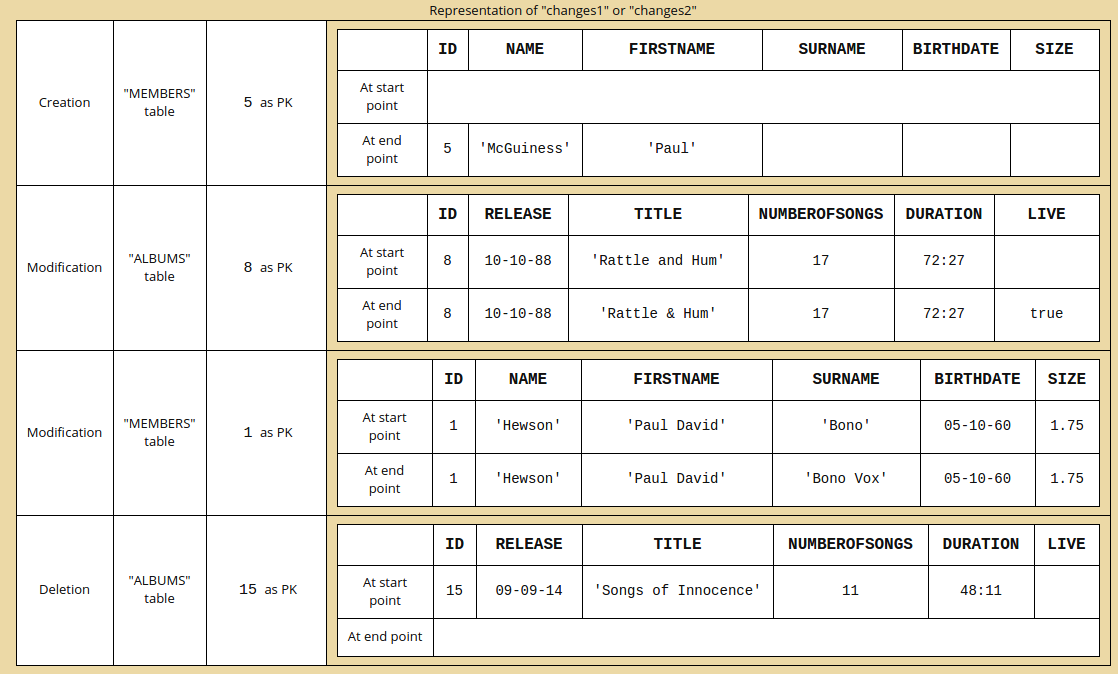 Representation of "changes1" or "changes2"
Creation
"MEMBERS"
table
5 as PK
ID NAME FIRSTNAME SURNAME BIRTHDATE SIZE
At start
point
At end
point
5 'McGuiness' 'Paul'
Modification
"ALBUMS"
table
8 as PK
ID RELEASE TITLE NUMBEROFSONGS DURATION LIVE
At start
point
8 10-10-88 'Rattle and Hum' 17 72:27
At end
point
8 10-10-88 'Rattle & Hum' 17 72:27 true
Modification
"MEMBERS"
table
1 as PK
ID NAME FIRSTNAME SURNAME BIRTHDATE SIZE
At start
point
1 'Hewson' 'Paul David' 'Bono' 05-10-60 1.75
At end
point
1 'Hewson' 'Paul David' 'Bono Vox' 05-10-60 1.75
Deletion
"ALBUMS"
table
15 as PK
ID RELEASE TITLE NUMBEROFSONGS DURATION LIVE
At start
point
15 09-09-14 'Songs of Innocence' 11 48:11
At end point